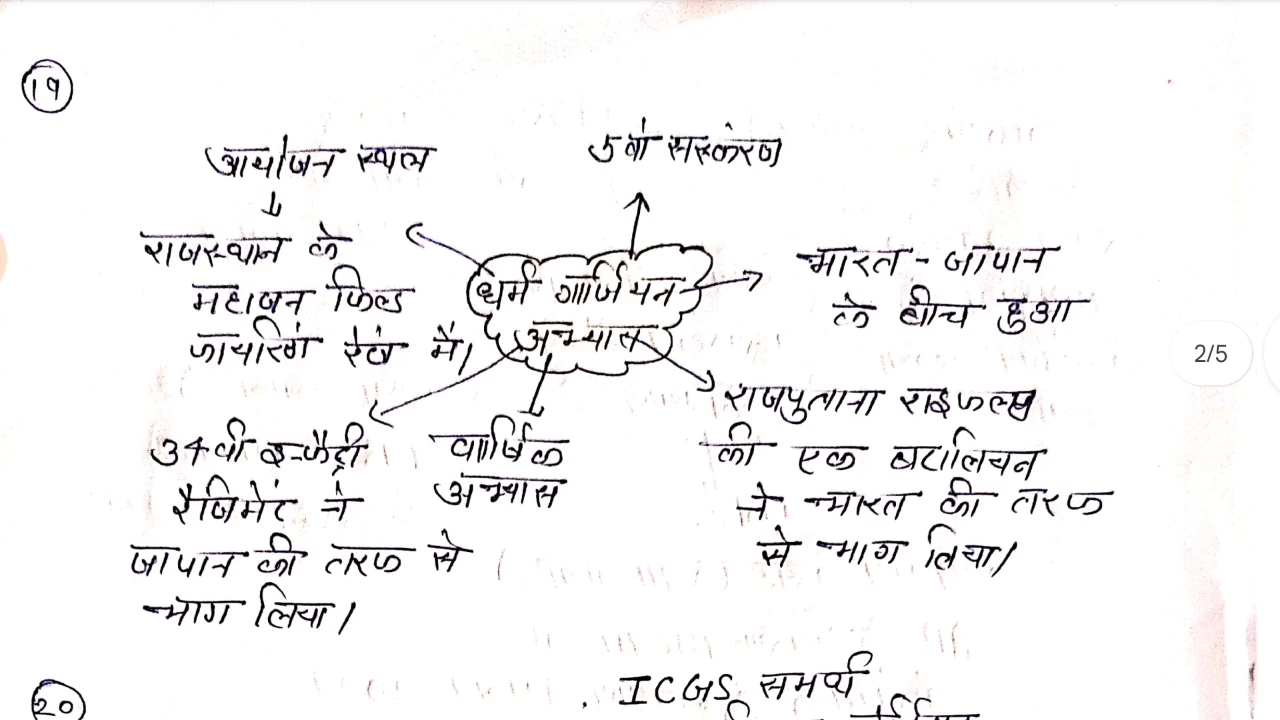 19
आयोजन स्थल
राजस्थान के
महाजन फिल्ड
फायरिंग रेंज में।
5वां संस्करण
धर्म गार्जियन
अभ्यास
भारत - जापान
के बीच हुआ
राजपुताना राइफल्स
की एक बटालियन
ने भारत की तरफ
से भाग लिया।
वार्षिक
अभ्यास
34वी इन्फैंट्री
रैजिमेंट ने
जापान की तरफ से
भाग लिया।
2/5
20
ICGS समर्थ